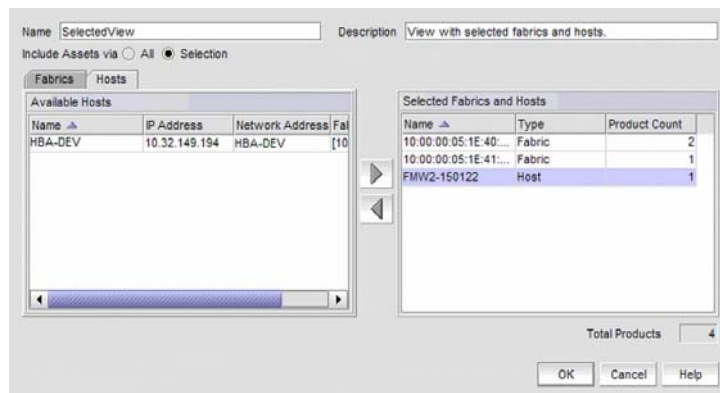 Name SelectedView Description View with selected fabrics and hosts.
Include Assets via All Selection
Fabrics Hosts
Available Hosts
Name IP Address Network Address Fal
HBA-DEV 10.32.149.194 HBA-DEV [10
Selected Fabrics and Hosts
Name Type Product Count
10:00:00:05:1E:40:... Fabric 2
10:00:00:05:1E:41:... Fabric 1
FMW2-150122 Host 1
Total Products 4
OK Cancel Help